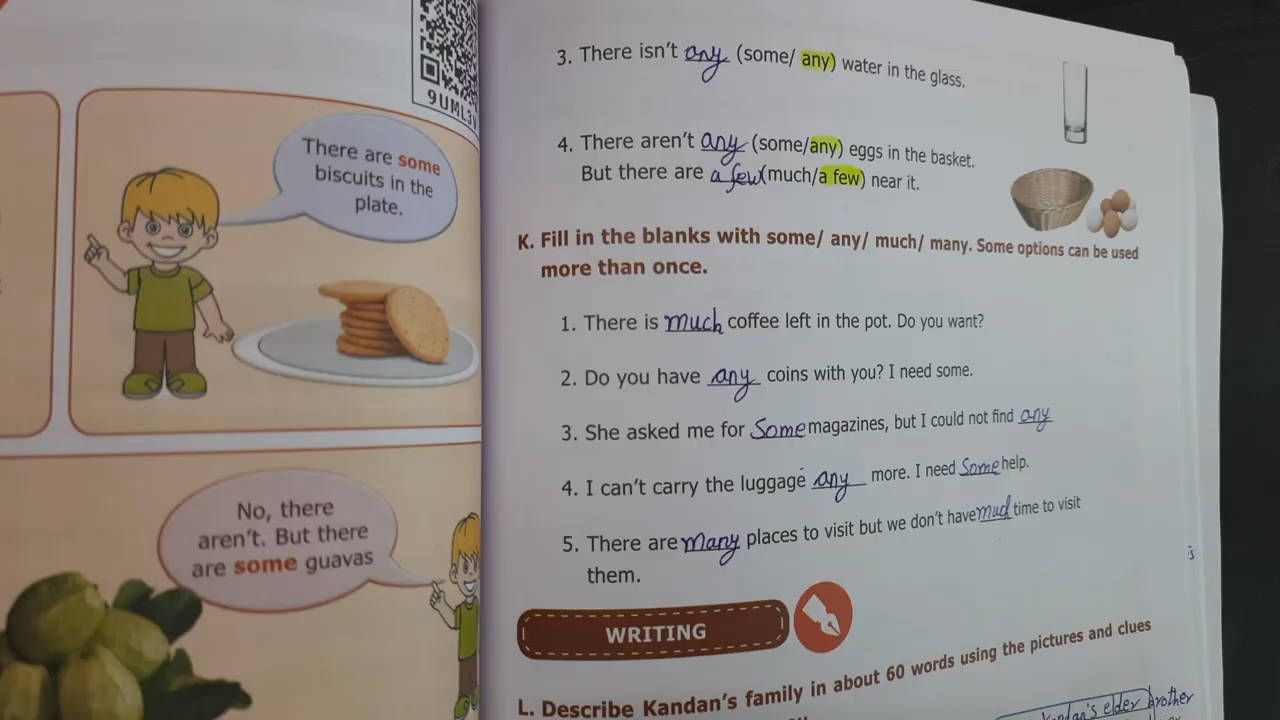 9UML3
There are some
biscuits in the
plate.
No, there
aren't. But there
are some guavas
3. There isn't any (some/ any) water in the glass.
4. There aren't any (some/any) eggs in the basket.
But there are a few (much/a few) near it.
K. Fill in the blanks with some/ any/ much/ many. Some options can be used
more than once.
1. There is much coffee left in the pot. Do you want?
2. Do you have any coins with you? I need some.
3. She asked me for Some magazines, but I could not find any
4. I can't carry the luggage any more. I need Some help.
5. There are many places to visit but we don't have much time to visit
them.
WRITING
L. Describe Kandan's family in about 60 words using the pictures and clues
Kandan's elder brother